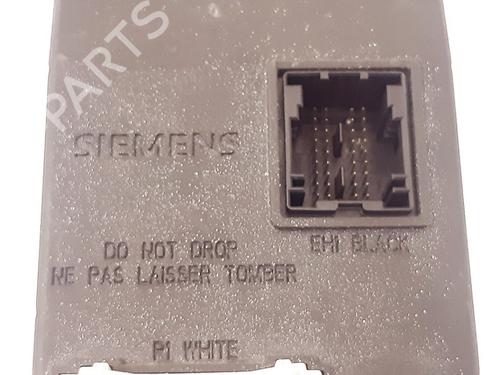 PARTS
SIEMENS
DO NOT DROP
EH1 BLACK
NE PAS LAISSER TOMBER
P1 WHITE